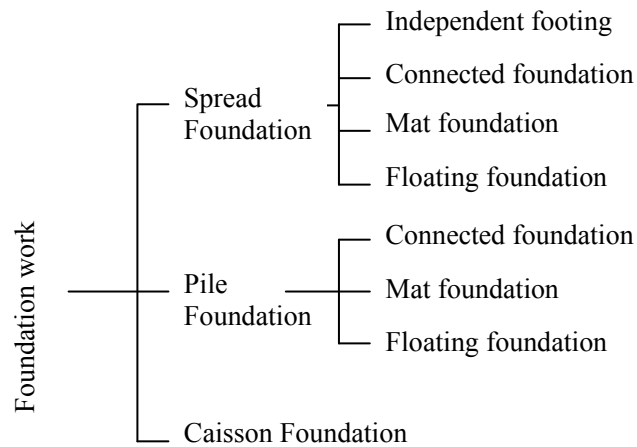 Foundation work
Spread
Foundation
Independent footing
Connected foundation
Mat foundation
Floating foundation
Pile
Foundation
Connected foundation
Mat foundation
Floating foundation
Caisson Foundation